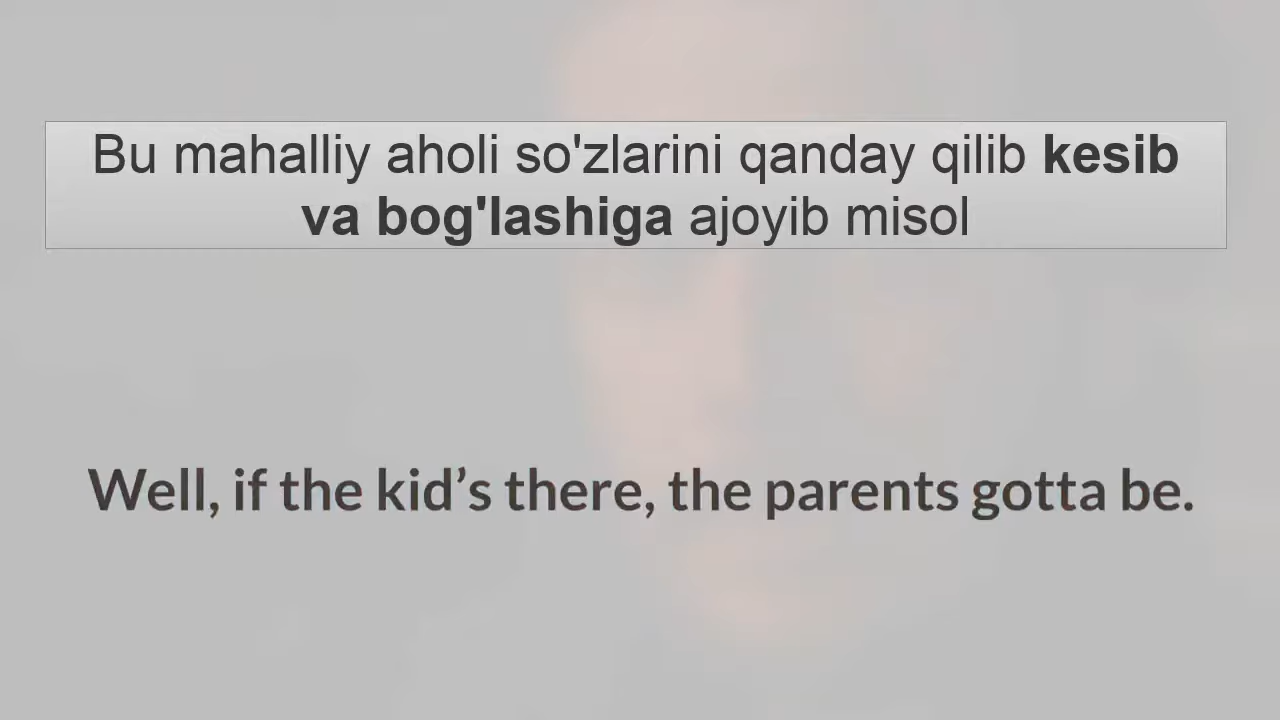 Bu mahalliy aholi so'zlarini qanday qilib kesib
va bog'lashiga ajoyib misol
Well, if the kid’s there, the parents gotta be.